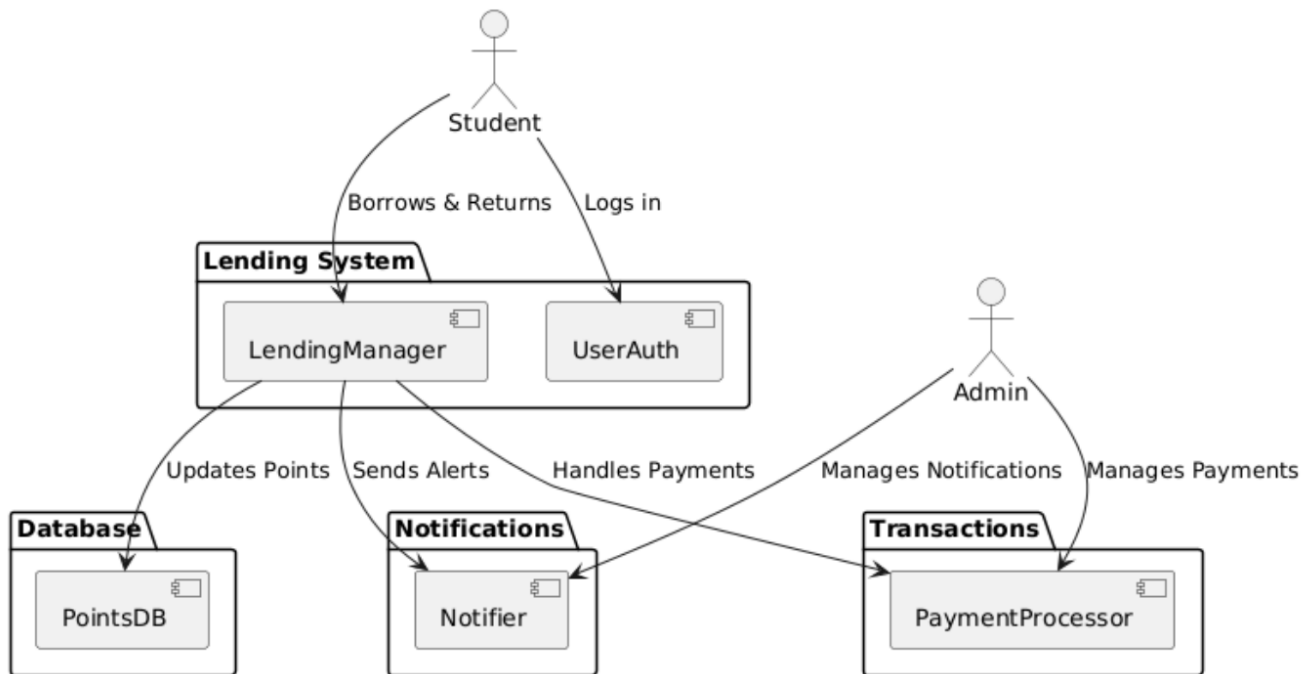 Student
Borrows & Returns
Logs in
Lending System
LendingManager
UserAuth
Admin
Updates Points
Sends Alerts
Handles Payments
Manages Notifications
Manages Payments
Database
Notifications
Transactions
PointsDB
Notifier
PaymentProcessor